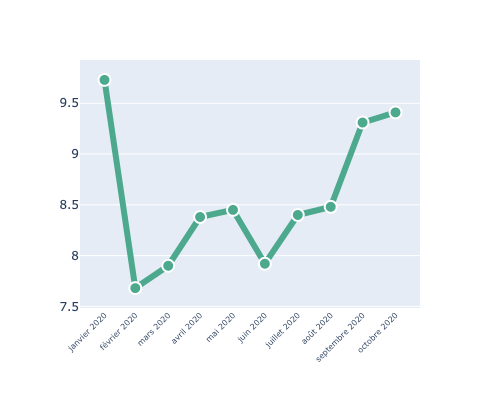 9.5
9
8.5
8
7.5
janvier 2020
février 2020
mars 2020
avril 2020
mai 2020
juin 2020
juillet 2020
août 2020
septembre 2020
octobre 2020